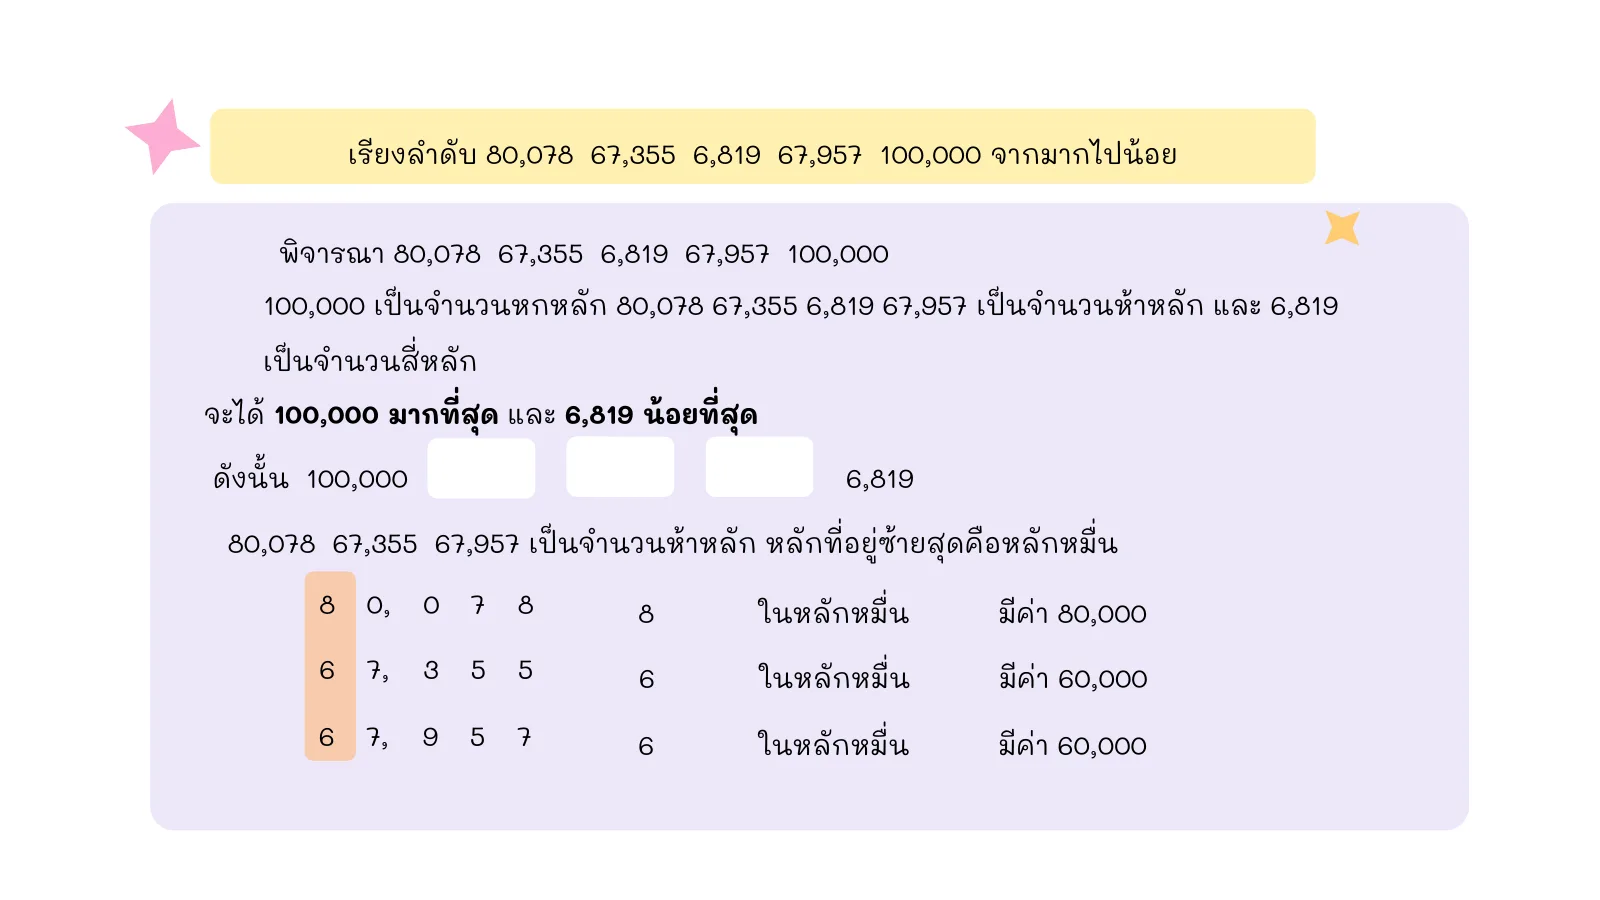 เรียงลำดับ 80,078 67,355 6,819 67,957 100,000 จากมากไปน้อย
พิจารณา 80,078 67,355 6,819 67,957 100,000
100,000 เป็นจำนวนหกหลัก 80,078 67,355 6,819 67,957 เป็นจำนวนห้าหลัก และ 6,819
เป็นจำนวนสี่หลัก
จะได้ 100,000 มากที่สุด และ 6,819 น้อยที่สุด
ดังนั้น 100,000 6,819
80,078 67,355 67,957 เป็นจำนวนห้าหลัก หลักที่อยู่ซ้ายสุดคือหลักหมื่น
8 0, 0 7 8 8 ในหลักหมื่น มีค่า 80,000
6 7, 3 5 5 6 ในหลักหมื่น มีค่า 60,000
6 7, 9 5 7 6 ในหลักหมื่น มีค่า 60,000